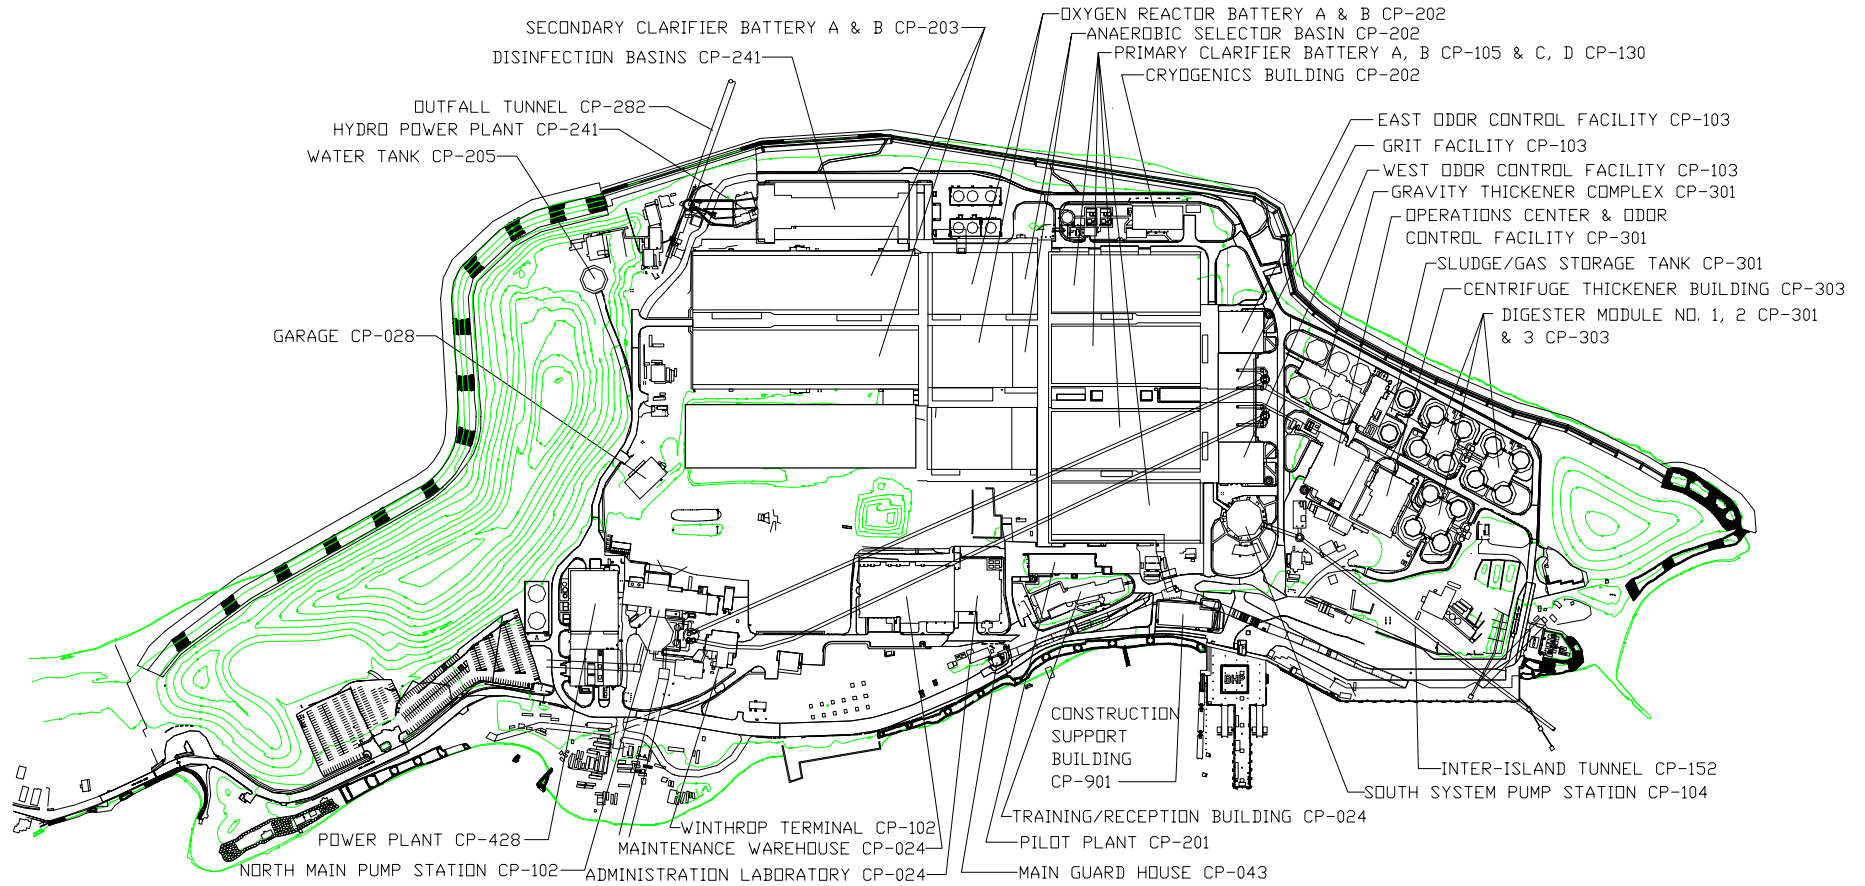 SECONDARY CLARIFIER BATTERY A & B CP-203
DISINFECTION BASINS CP-241
OUTFALL TUNNEL CP-282
HYDRO POWER PLANT CP-241
WATER TANK CP-205
GARAGE CP-028
OXYGEN REACTOR BATTERY A & B CP-202
ANAEROBIC SELECTOR BASIN CP-202
PRIMARY CLARIFIER BATTERY A, B CP-105 & C, D CP-130
CRYOGENICS BUILDING CP-202
EAST ODOR CONTROL FACILITY CP-103
GRIT FACILITY CP-103
WEST ODOR CONTROL FACILITY CP-103
GRAVITY THICKENER COMPLEX CP-301
OPERATIONS CENTER & ODOR
CONTROL FACILITY CP-301
SLUDGE/GAS STORAGE TANK CP-301
CENTRIFUGE THICKENER BUILDING CP-303
DIGESTER MODULE NO. 1, 2 CP-301
& 3 CP-303
BHP
CONSTRUCTION
SUPPORT
BUILDING
CP-901
INTER-ISLAND TUNNEL CP-152
SOUTH SYSTEM PUMP STATION CP-104
TRAINING/RECEPTION BUILDING CP-024
PILOT PLANT CP-201
MAIN GUARD HOUSE CP-043
WINTHROP TERMINAL CP-102
MAINTENANCE WAREHOUSE CP-024
ADMINISTRATION LABORATORY CP-024
POWER PLANT CP-428
NORTH MAIN PUMP STATION CP-102